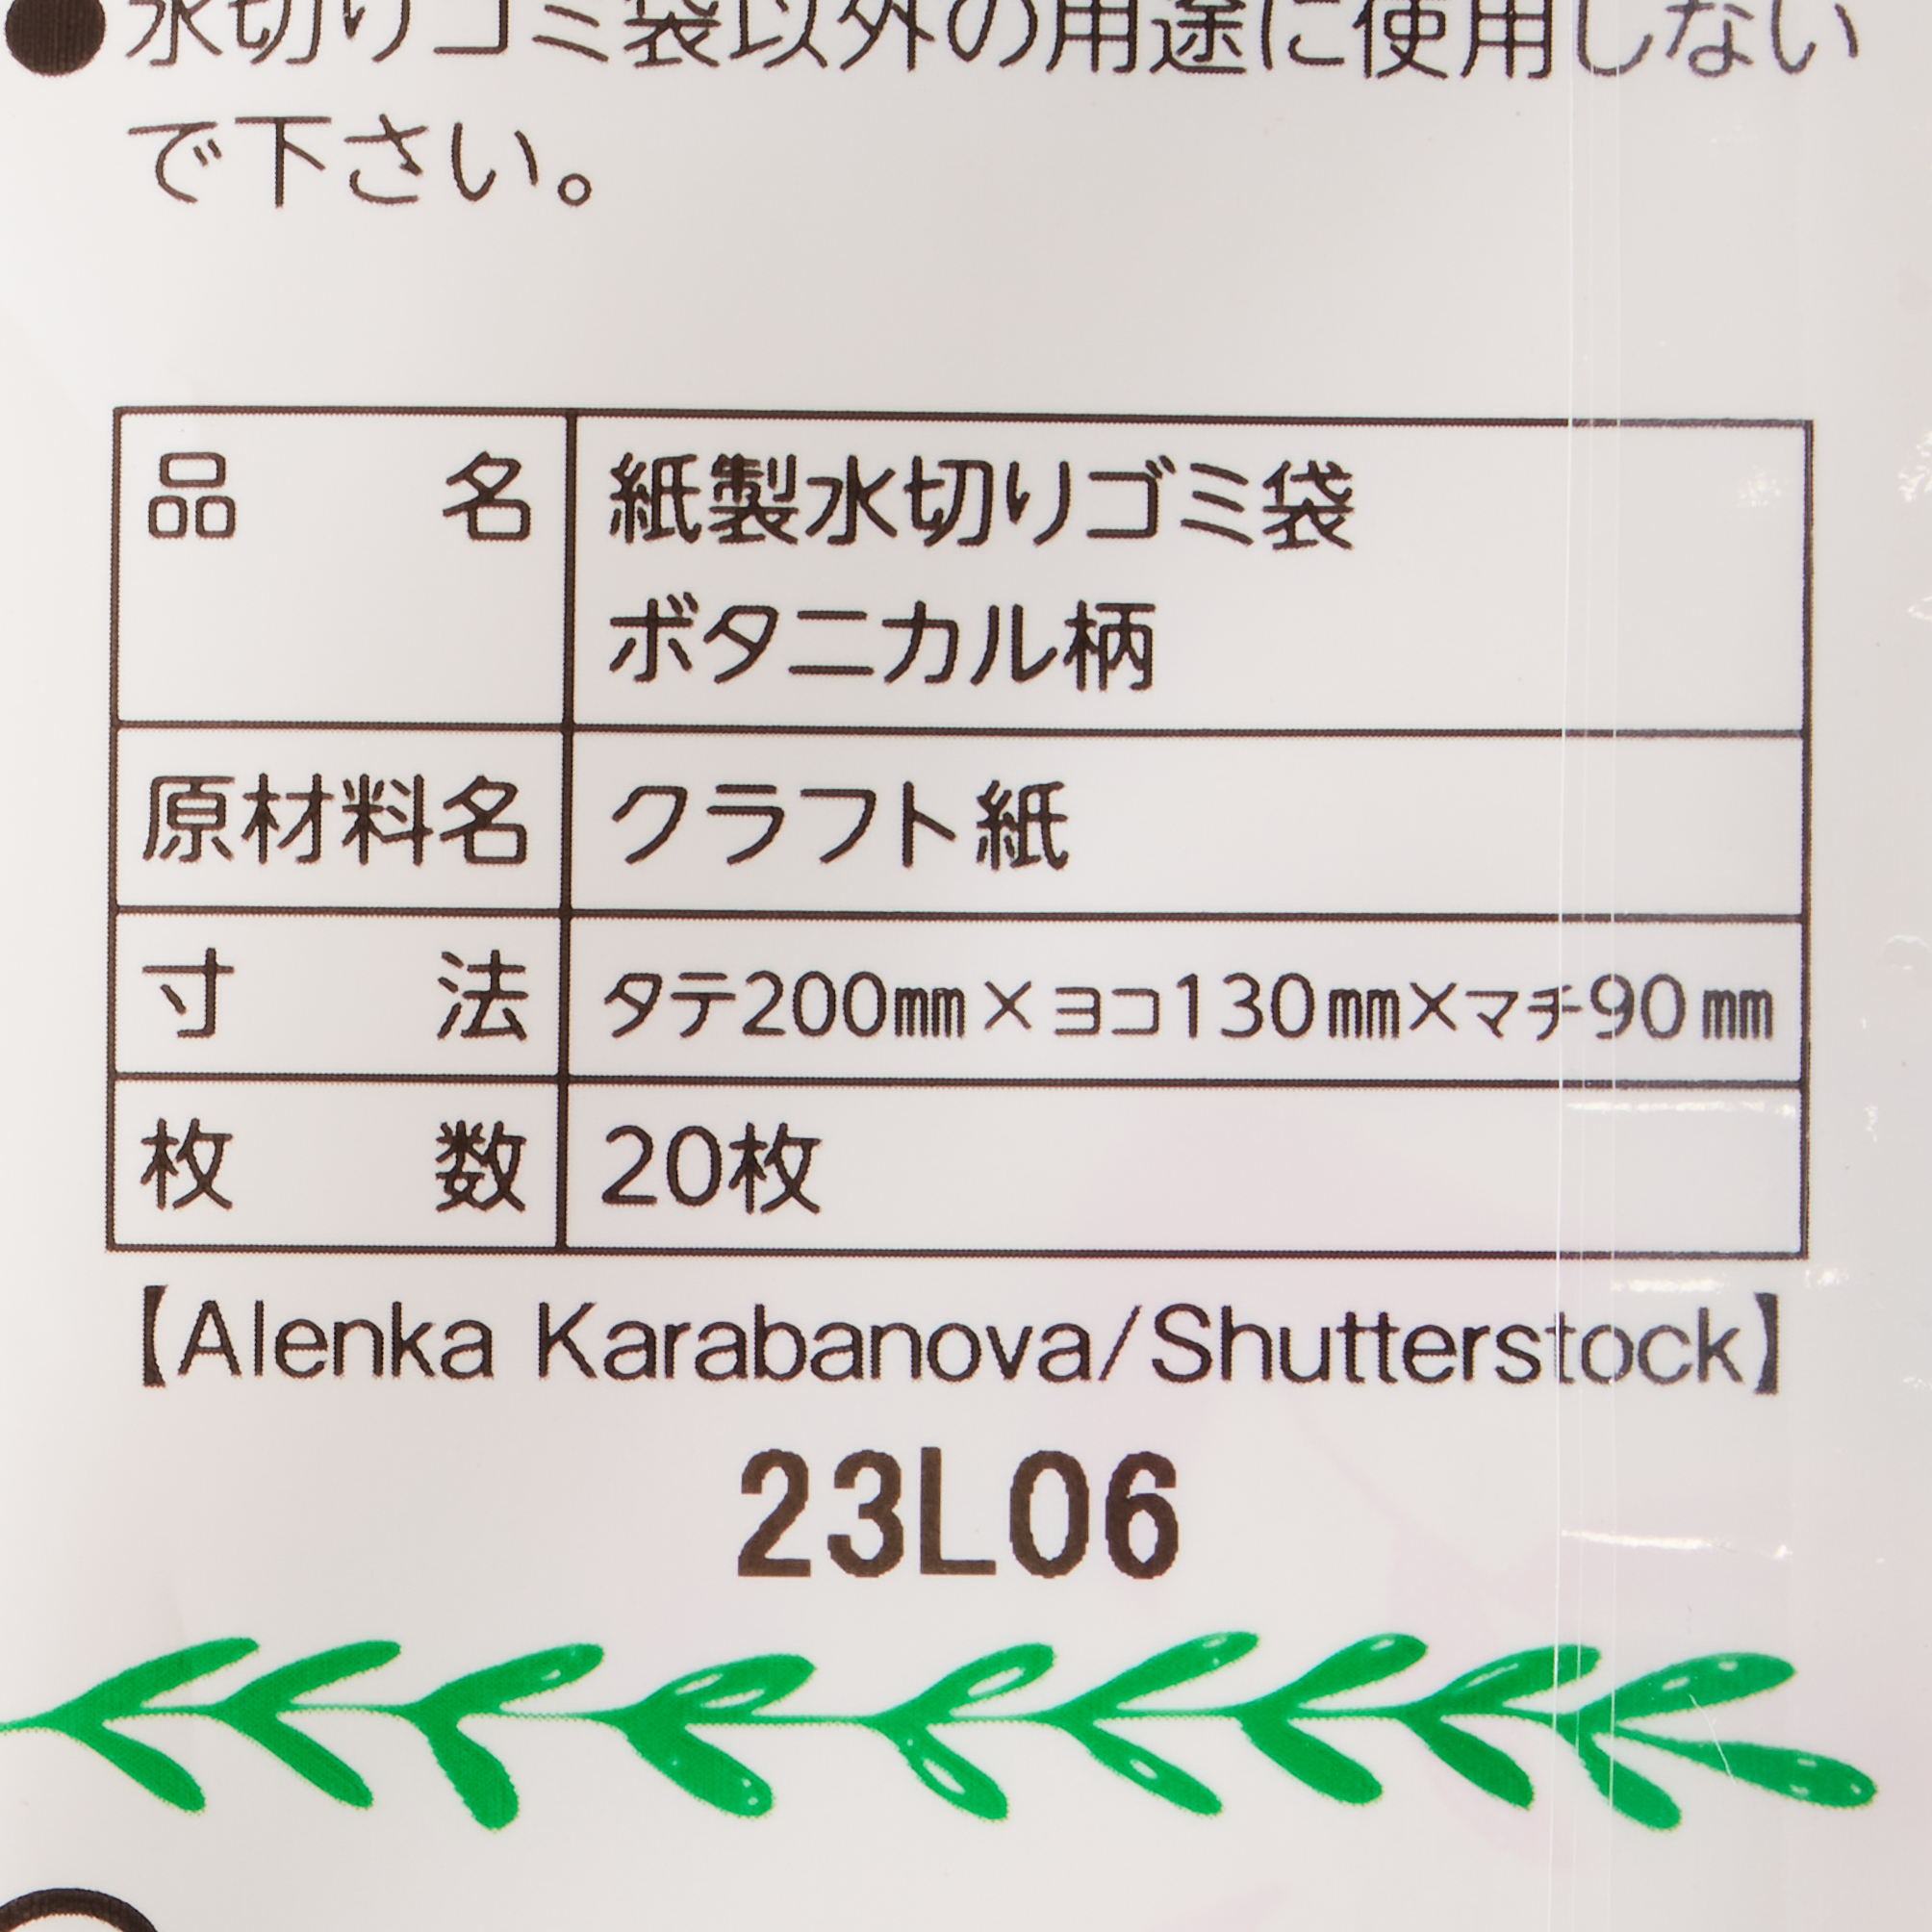 ●水切りゴミ袋以外の用途に使用しない
で下さい。
品名 紙製水切りゴミ袋
ボタニカル柄
原材料名 クラフト紙
寸法 タテ200㎜×ヨコ130㎜×マチ90㎜
枚数 20枚
【Alenka Karabanova/Shutterstock】
23L06